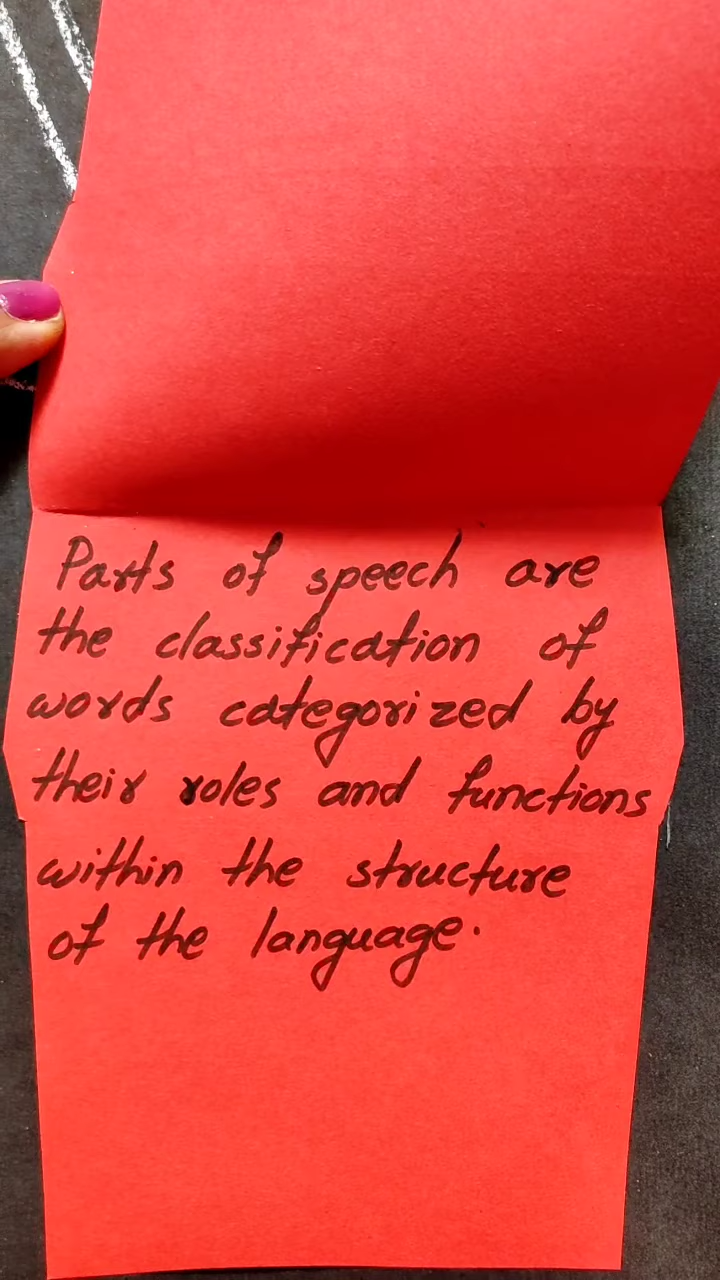 Parts of speech are
the classification of
words categorized by
their roles and functions
within the structure
of the language.